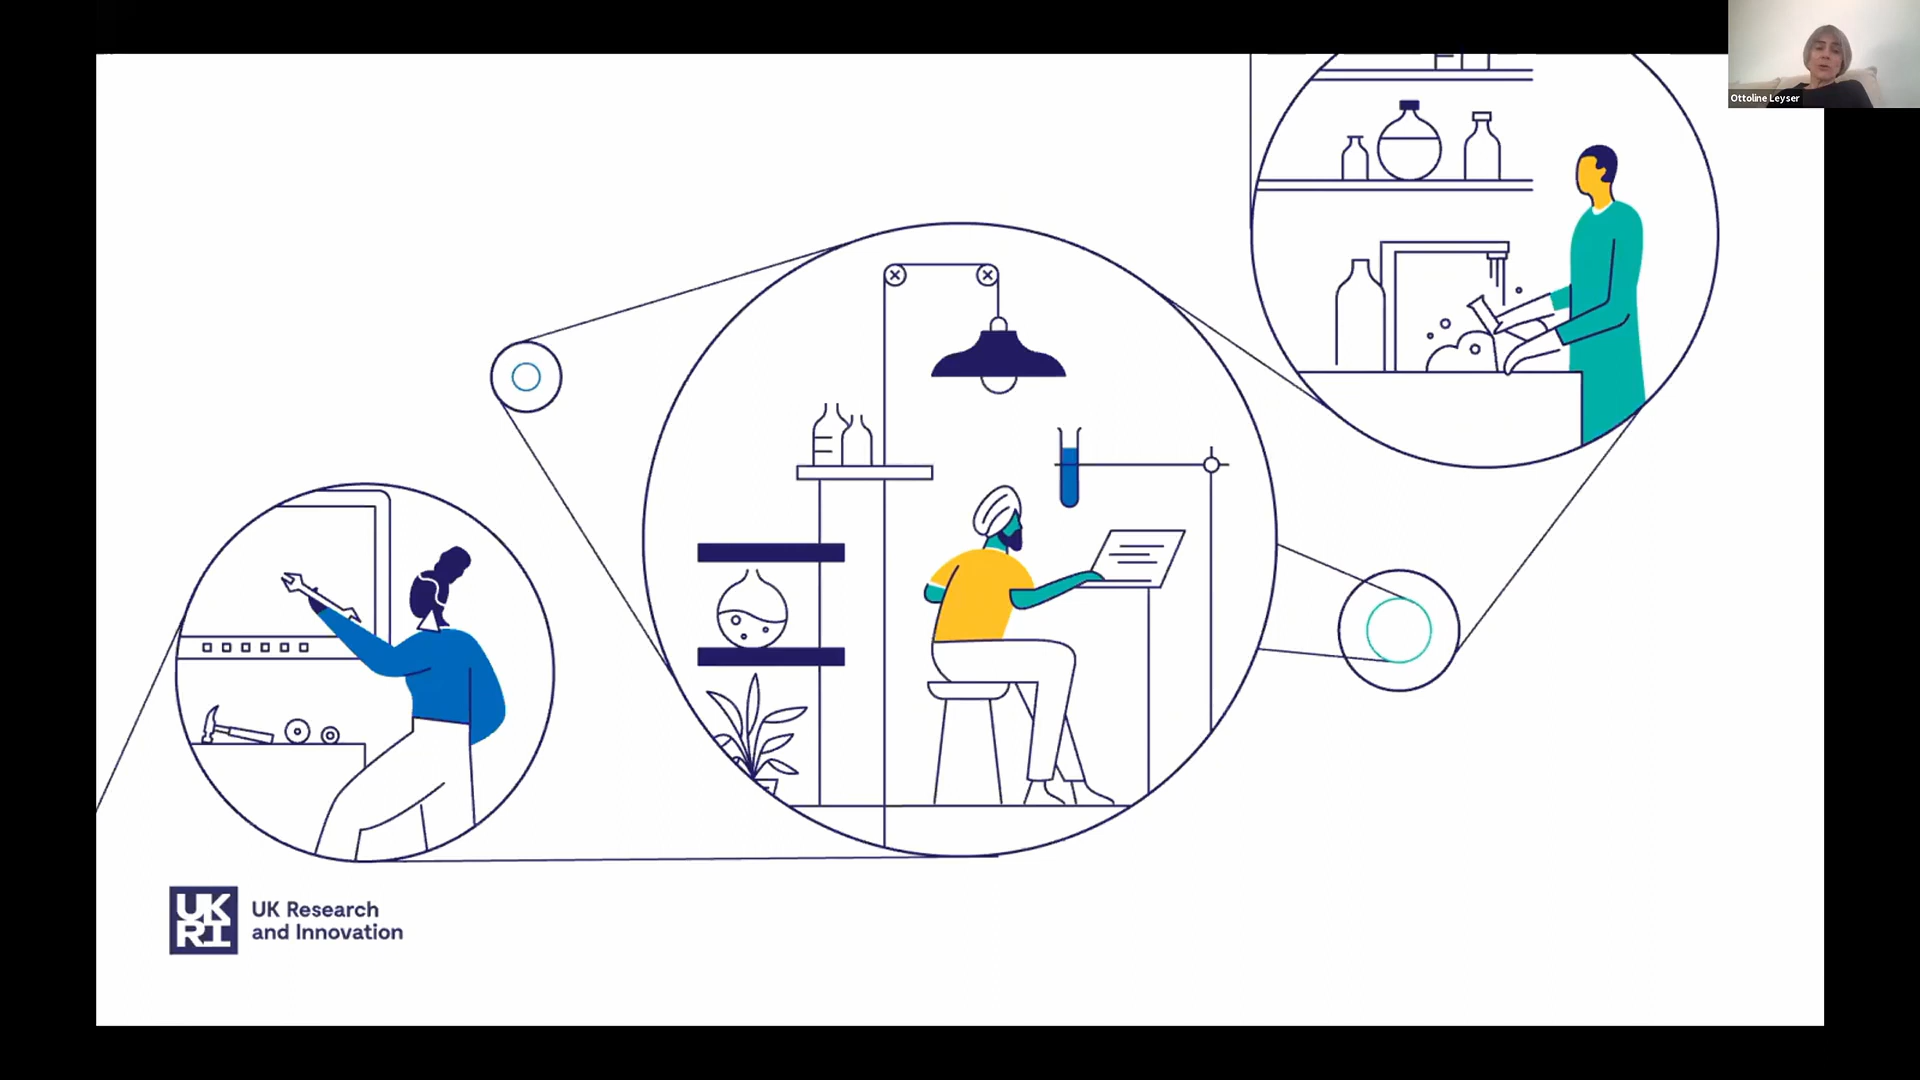 Ottoline Leyser
UK
RI
UK Research
and Innovation